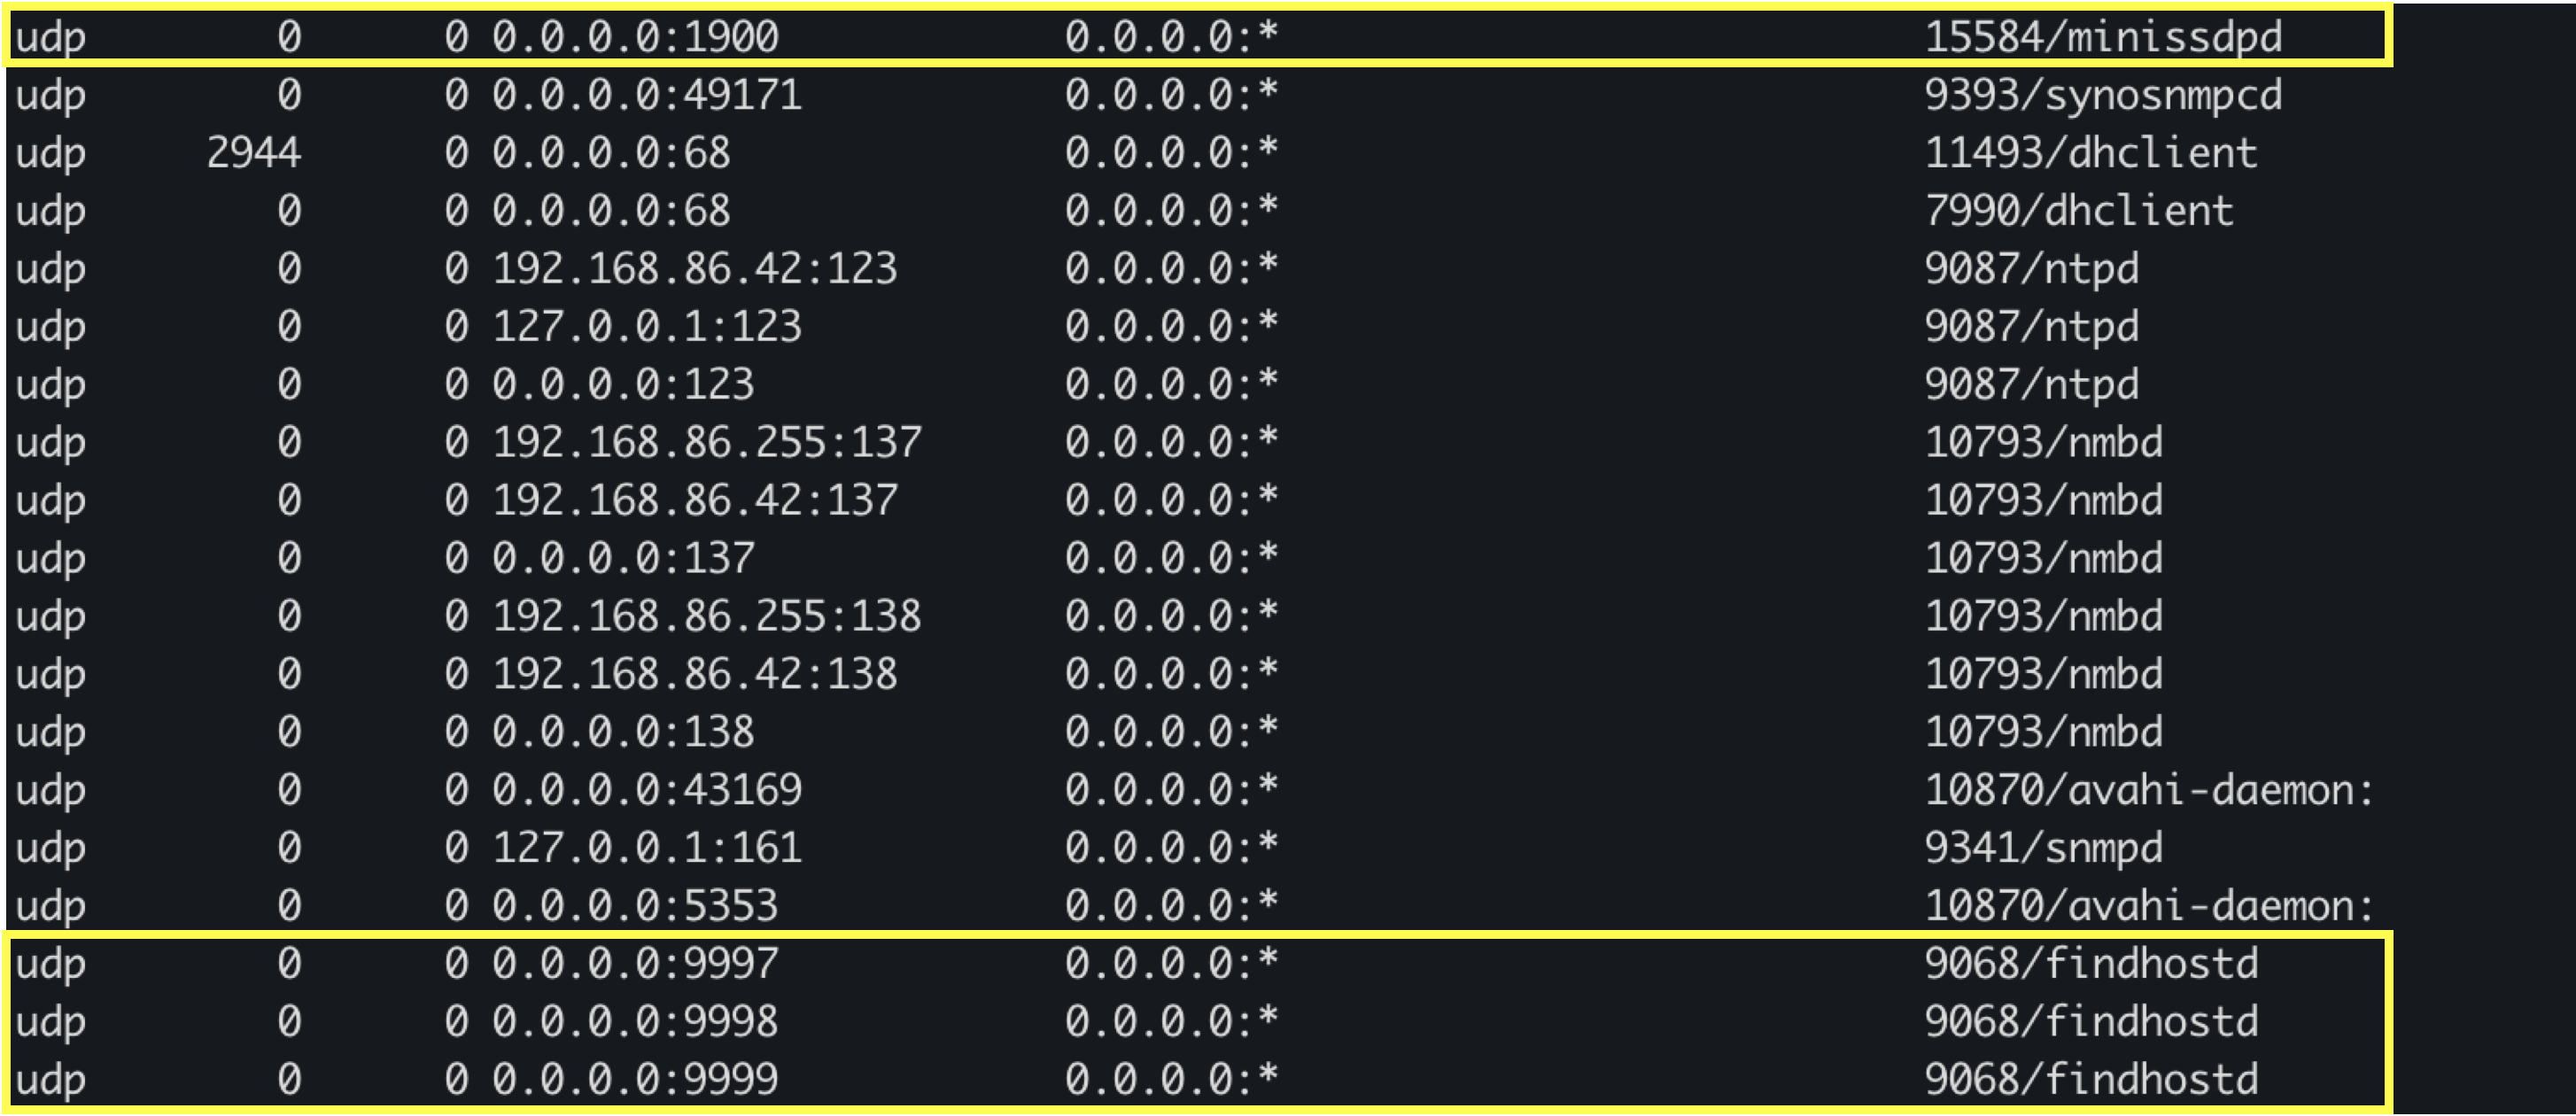 udp 0 0 0.0.0.0:1900 0.0.0.0:* 15584/minissdpd
udp 0 0 0.0.0.0:49171 0.0.0.0:* 9393/synosnmpcd
udp 2944 0 0.0.0.0:68 0.0.0.0:* 11493/dhclient
udp 0 0 0.0.0.0:68 0.0.0.0:* 7990/dhclient
udp 0 0 192.168.86.42:123 0.0.0.0:* 9087/ntpd
udp 0 0 127.0.0.1:123 0.0.0.0:* 9087/ntpd
udp 0 0 0.0.0.0:123 0.0.0.0:* 9087/ntpd
udp 0 0 192.168.86.255:137 0.0.0.0:* 10793/nmbd
udp 0 0 192.168.86.42:137 0.0.0.0:* 10793/nmbd
udp 0 0 0.0.0.0:137 0.0.0.0:* 10793/nmbd
udp 0 0 192.168.86.255:138 0.0.0.0:* 10793/nmbd
udp 0 0 192.168.86.42:138 0.0.0.0:* 10793/nmbd
udp 0 0 0.0.0.0:138 0.0.0.0:* 10793/nmbd
udp 0 0 0.0.0.0:43169 0.0.0.0:* 10870/avahi-daemon:
udp 0 0 127.0.0.1:161 0.0.0.0:* 9341/snmpd
udp 0 0 0.0.0.0:5353 0.0.0.0:* 10870/avahi-daemon:
udp 0 0 0.0.0.0:9997 0.0.0.0:* 9068/findhostd
udp 0 0 0.0.0.0:9998 0.0.0.0:* 9068/findhostd
udp 0 0 0.0.0.0:9999 0.0.0.0:* 9068/findhostd